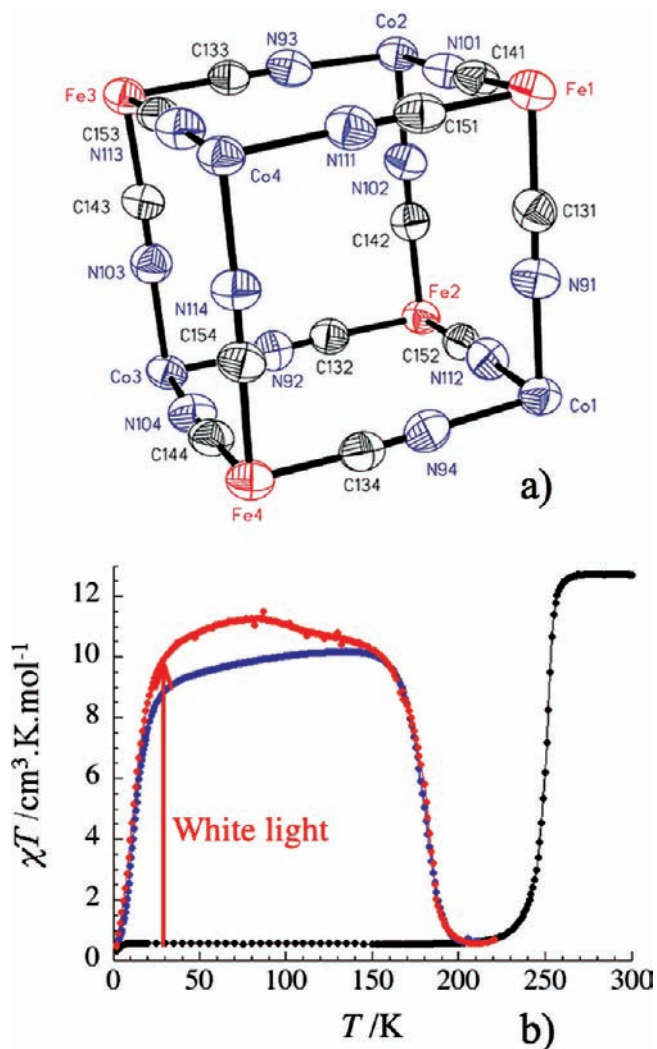 Co2
C133 N93 N101 C141
Fe3 Fe1
C153
N113 N111 C151
Co4 N102
C143 C131
C142
N103 N91
N114 Fe2
C154
C152
Co3 N92 C132 N112
N104 Co1
C144 N94
C134 a)
Fe4
12
10
8
6
4
2
0
χT /cm³.K.mol⁻¹
White light
0 50 100 150 200 250 300
T /K b)